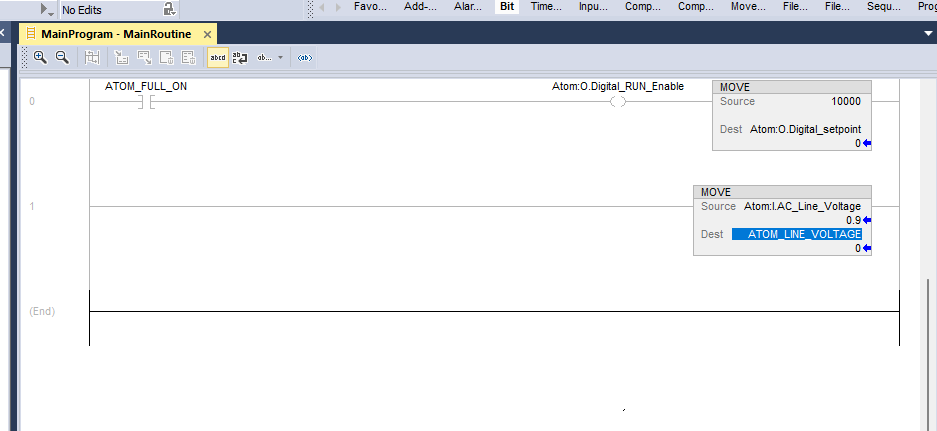 No Edits
Favo... Add-... Alar... Bit Time... Inpu... Comp... Comp... Move... File... File... Sequ... Prog
MainProgram - MainRoutine
abcd ab... 
0
ATOM_FULL_ON
Atom:O.Digital_RUN_Enable
MOVE
Source 10000
Dest Atom:O.Digital_setpoint
0
1
MOVE
Source Atom:I.AC_Line_Voltage
0.9
Dest ATOM_LINE_VOLTAGE
0
(End)